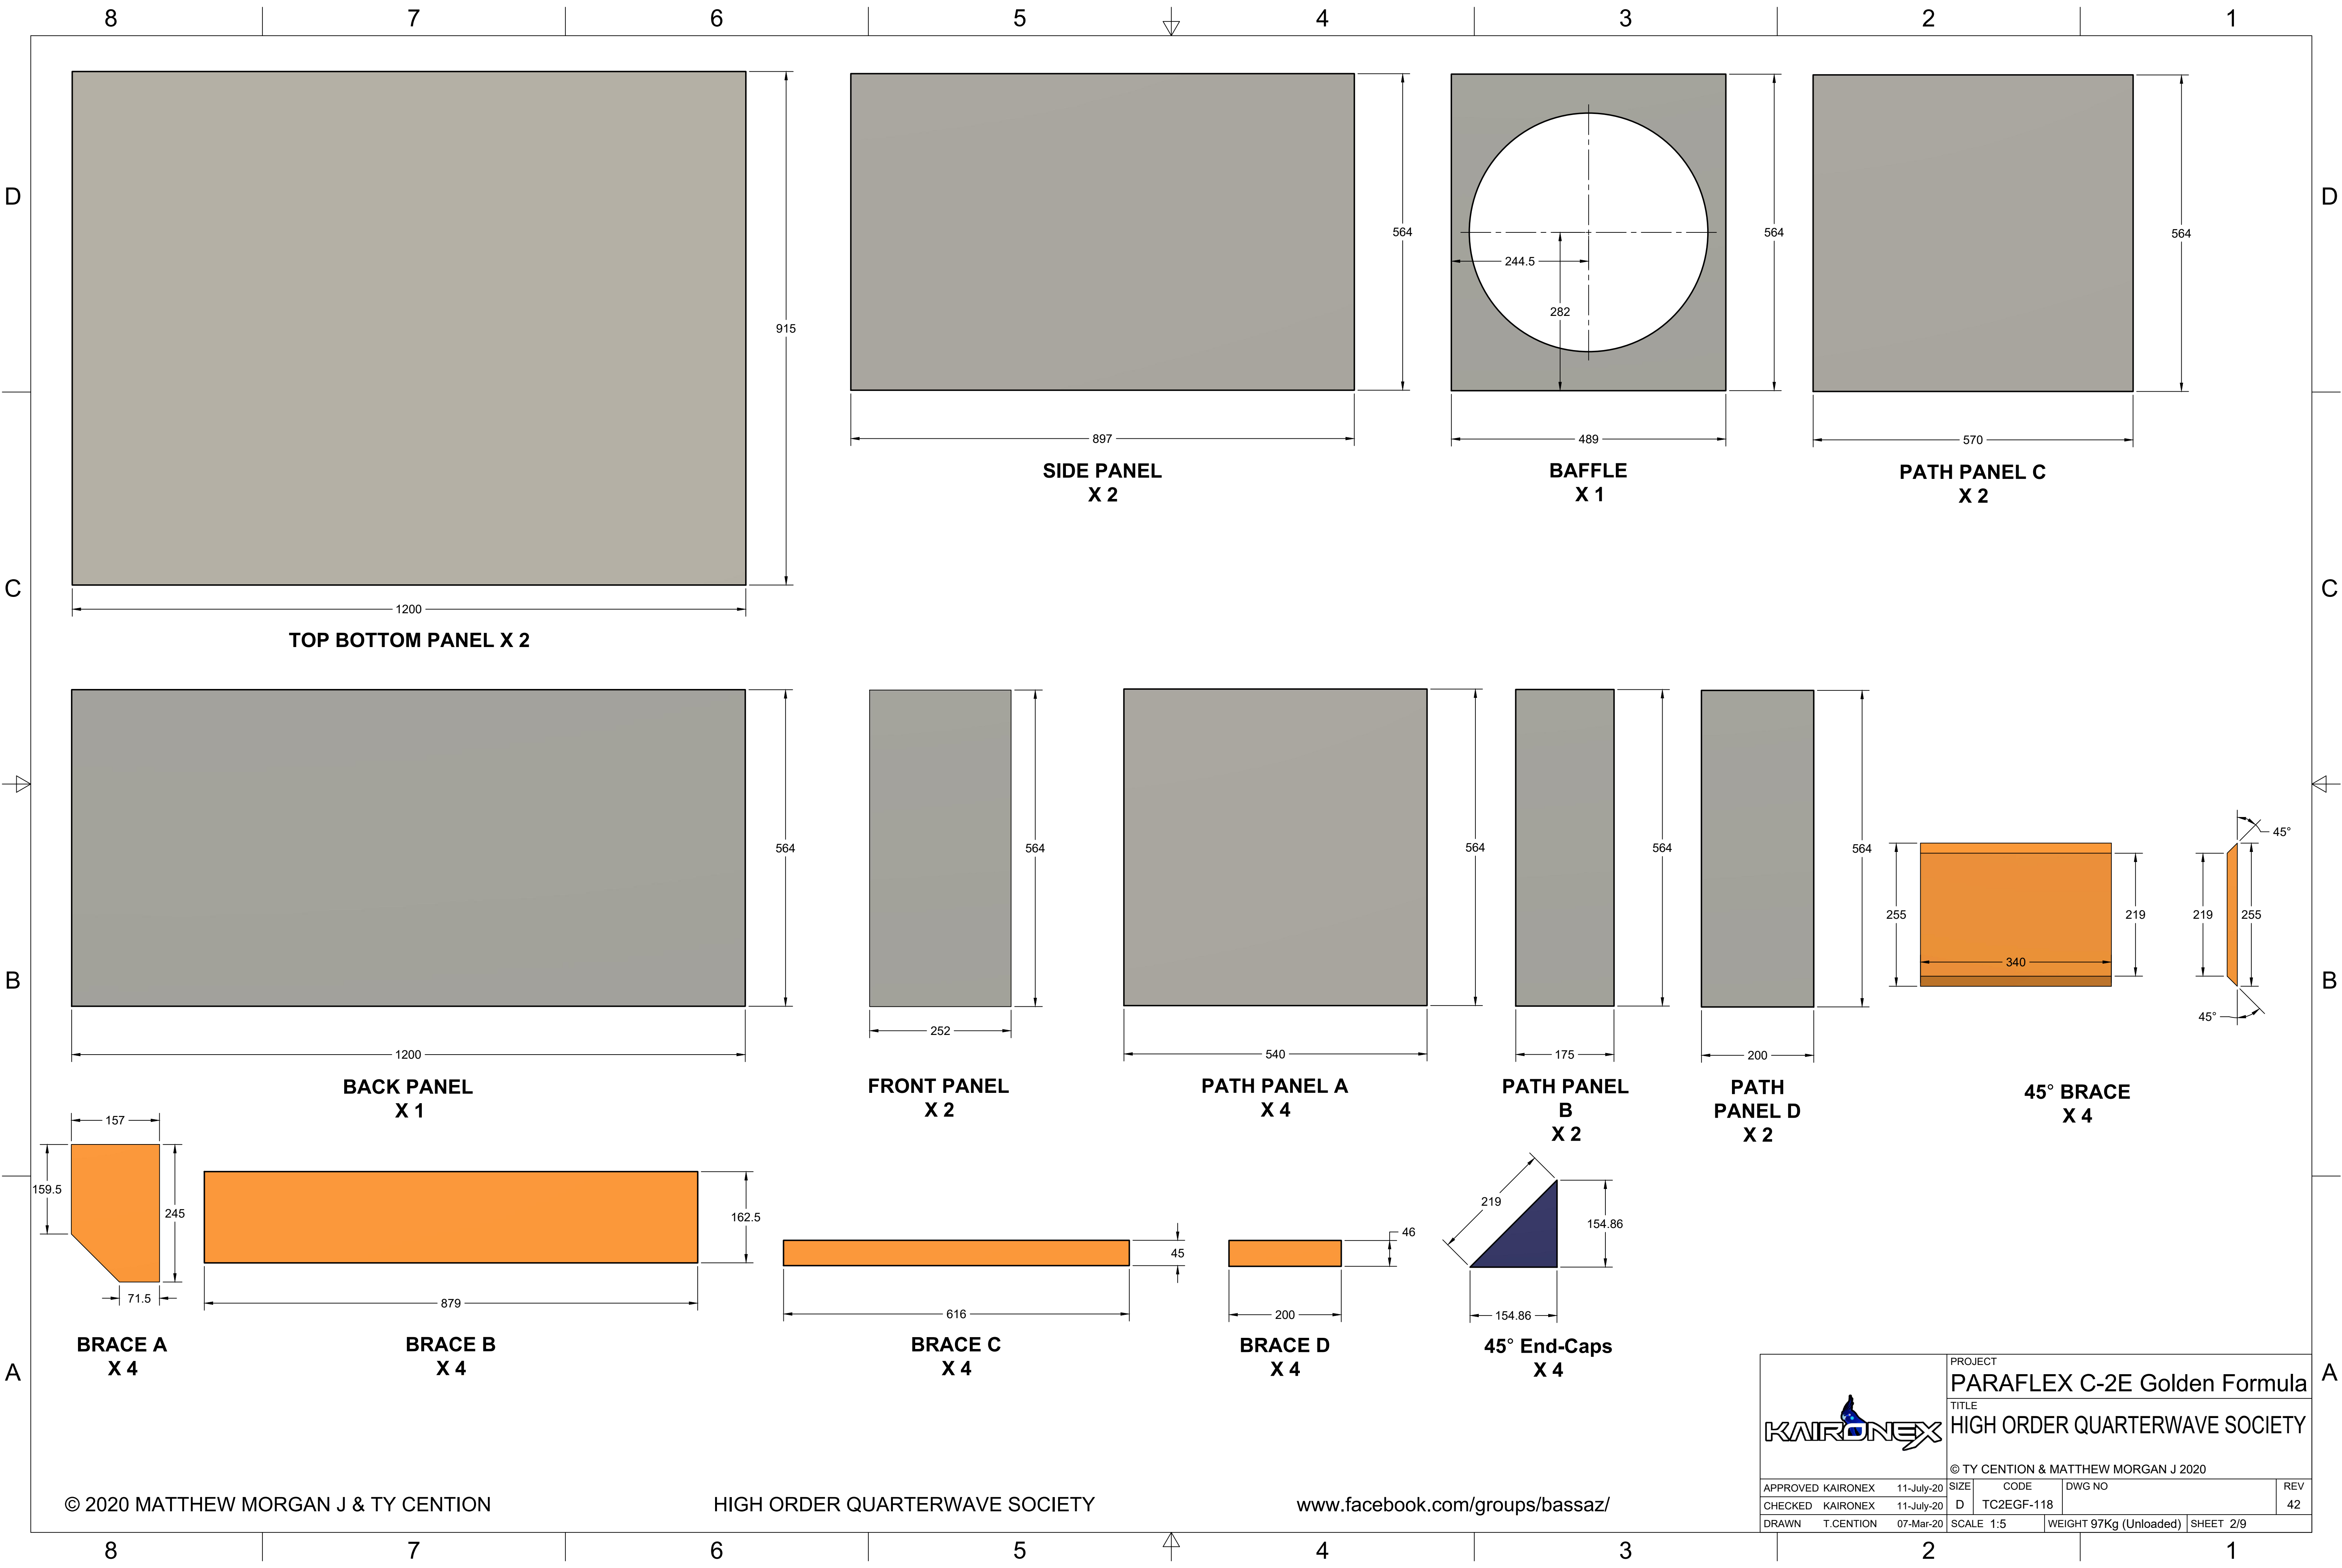 8 7 6 5 4 3 2 1
D D
915
1200
TOP BOTTOM PANEL X 2
564
897
SIDE PANEL
X 2
244.5
282
564
489
BAFFLE
X 1
564
570
PATH PANEL C
X 2
C C
564
1200
BACK PANEL
X 1
564
252
FRONT PANEL
X 2
564
540
PATH PANEL A
X 4
564
175
PATH PANEL
B
X 2
564
200
PATH
PANEL D
X 2
255
340
219
219
255
45°
45°
45° BRACE
X 4
B B
157
159.5
245
71.5
BRACE A
X 4
162.5
879
BRACE B
X 4
45
616
BRACE C
X 4
46
200
BRACE D
X 4
219
154.86
154.86
45° End-Caps
X 4
A A
KAIRONEX
PROJECT
PARAFLEX C-2E Golden Formula
TITLE
HIGH ORDER QUARTERWAVE SOCIETY
© TY CENTION & MATTHEW MORGAN J 2020
APPROVED KAIRONEX 11-July-20
CHECKED KAIRONEX 11-July-20
DRAWN T.CENTION 07-Mar-20
SIZE CODE DWG NO REV
D TC2EGF-118 42
SCALE 1:5 WEIGHT 97Kg (Unloaded) SHEET 2/9
© 2020 MATTHEW MORGAN J & TY CENTION
HIGH ORDER QUARTERWAVE SOCIETY
www.facebook.com/groups/bassaz/
8 7 6 5 4 3 2 1